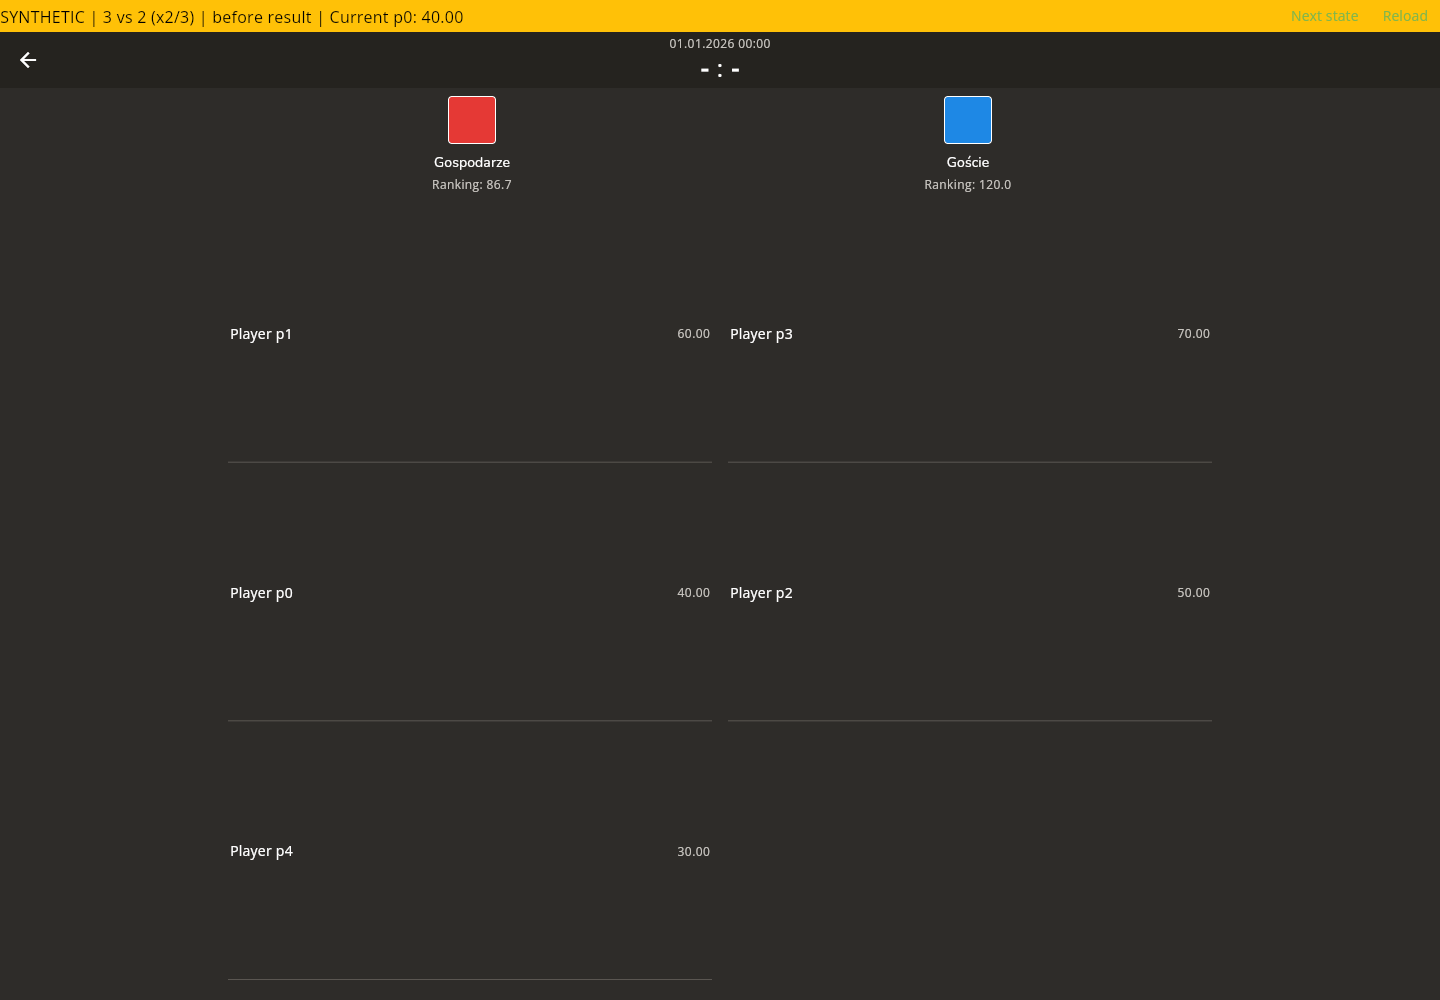 SYNTHETIC | 3 vs 2 (x2/3) | before result | Current p0: 40.00
Next state
Reload
01.01.2026 00:00
- : -
Gospodarze
Ranking: 86.7
Goście
Ranking: 120.0
Player p1 60.00
Player p3 70.00
Player p0 40.00
Player p2 50.00
Player p4 30.00